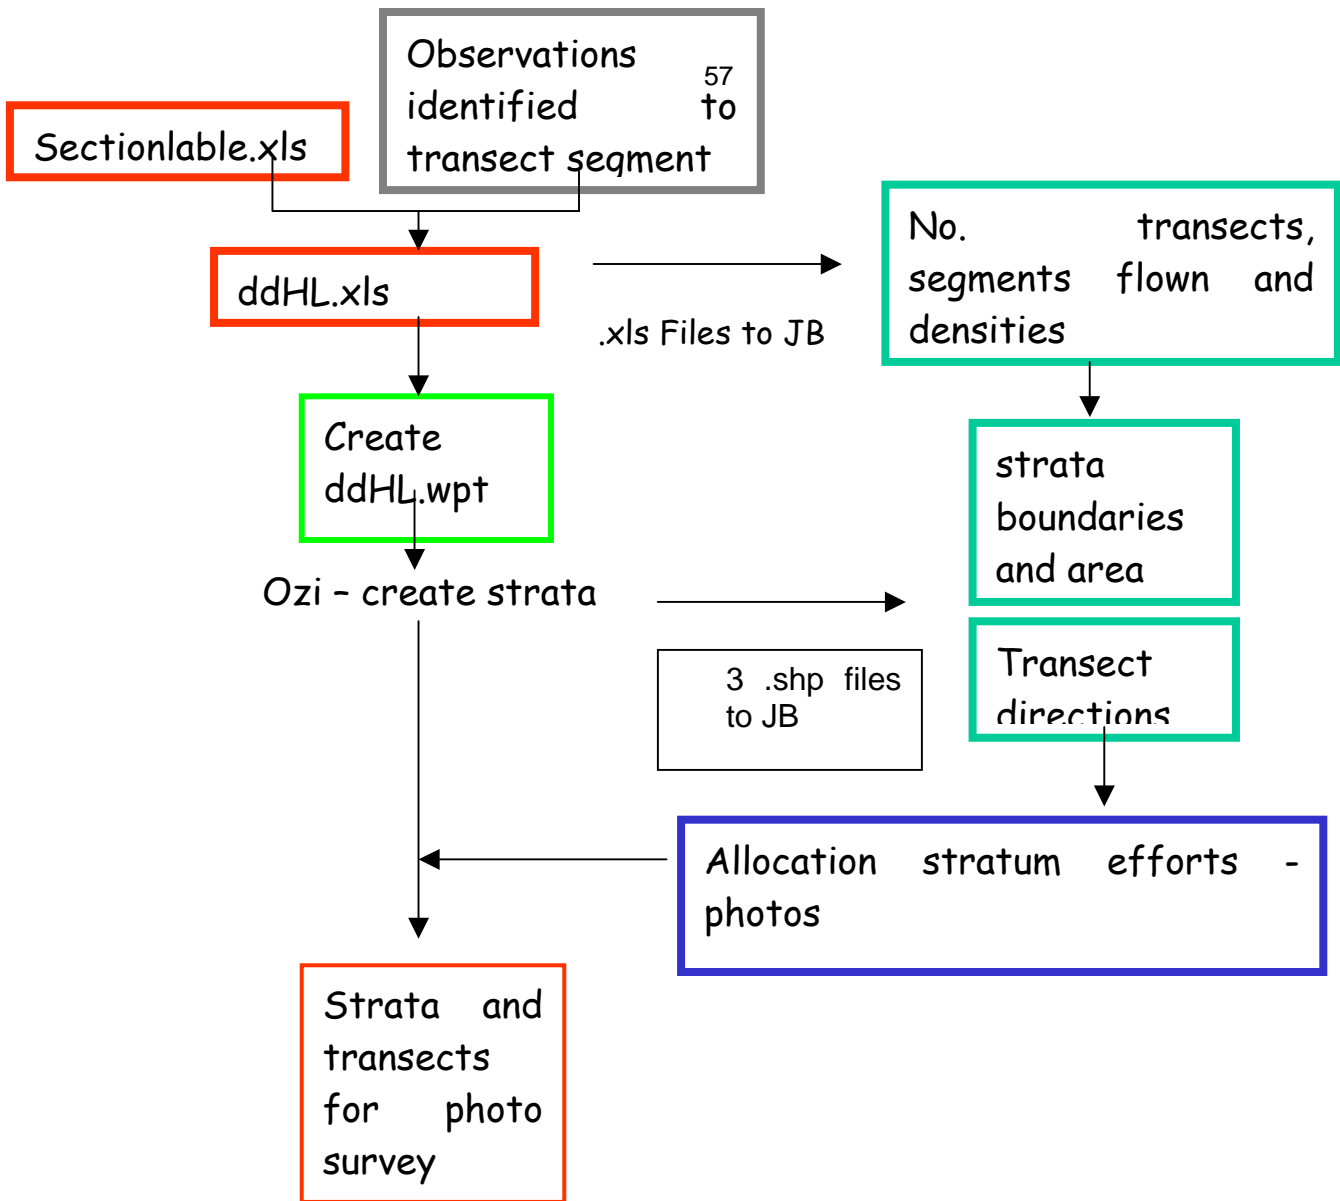 Observations
57
identified to
transect segment
Sectionlable.xls
No. transects,
segments flown and
densities
ddHL.xls
.xls Files to JB
Create
ddHL.wpt
strata
boundaries
and area
Ozi – create strata
Transect
directions
3 .shp files
to JB
Allocation stratum efforts -
photos
Strata and
transects
for photo
survey